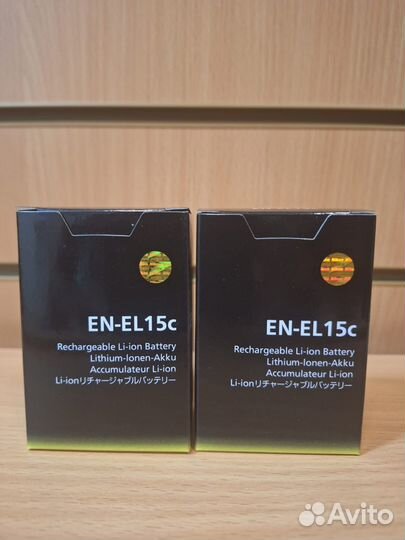 EN-EL15c
Rechargeable Li-ion Battery
Lithium-Ionen-Akku
Accumulateur Li-ion
Li-ionリチャージャブルバッテリー
EN-EL15c
Rechargeable Li-ion Battery
Lithium-Ionen-Akku
Accumulateur Li-ion
Li-ionリチャージャブルバッテリー
Avito